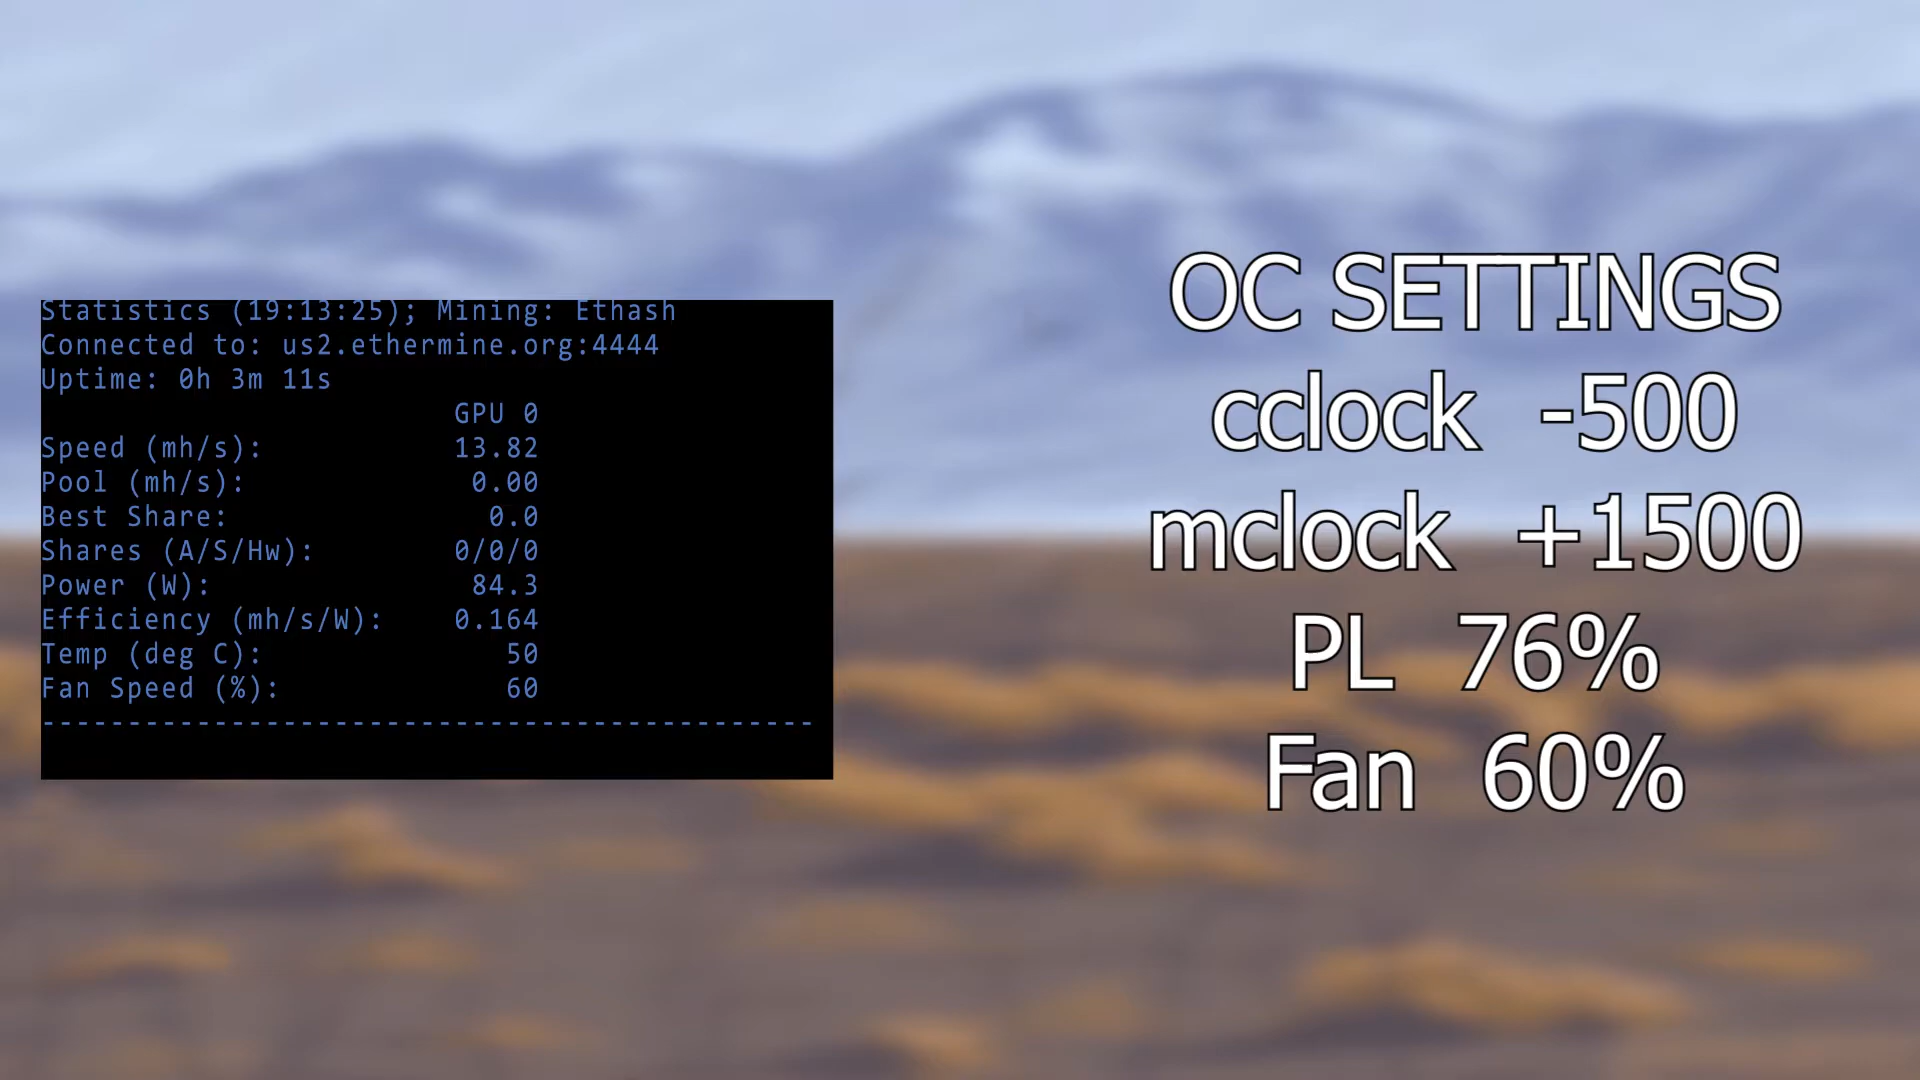 Statistics (19:13:25); Mining: Ethash
Connected to: us2.ethermine.org:4444
Uptime: 0h 3m 11s
GPU 0
Speed (mh/s): 13.82
Pool (mh/s): 0.00
Best Share: 0.0
Shares (A/S/Hw): 0/0/0
Power (W): 84.3
Efficiency (mh/s/W): 0.164
Temp (deg C): 50
Fan Speed (%): 60
---------------------------------------------
OC SETTINGS
cclock -500
mclock +1500
PL 76%
Fan 60%